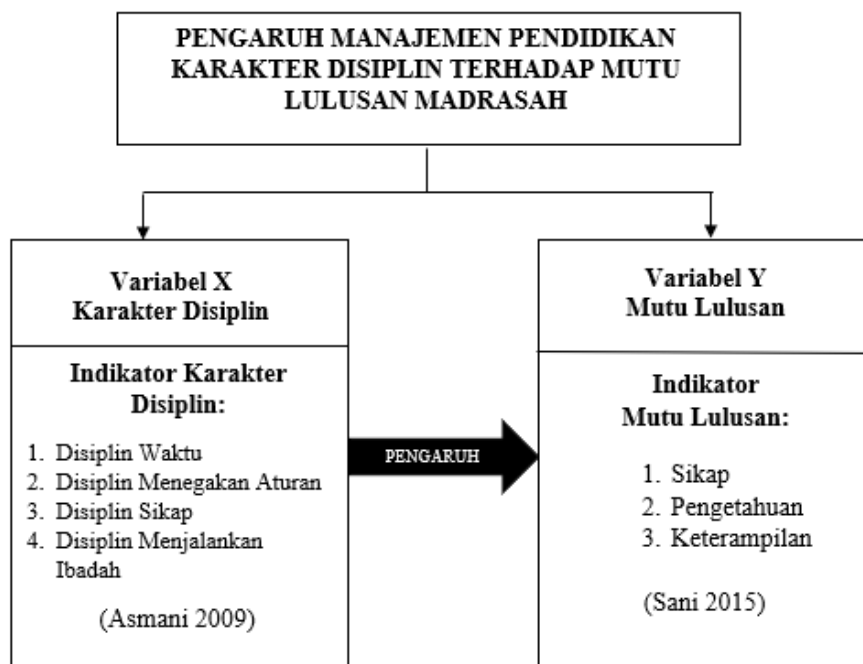 PENGARUH MANAJEMEN PENDIDIKAN
KARAKTER DISIPLIN TERHADAP MUTU
LULUSAN MADRASAH
Variabel X
Karakter Disiplin
Indikator Karakter
Disiplin:
1. Disiplin Waktu
2. Disiplin Menegakan Aturan
3. Disiplin Sikap
4. Disiplin Menjalankan
Ibadah
(Asmani 2009)
PENGARUH
Variabel Y
Mutu Lulusan
Indikator
Mutu Lulusan:
1. Sikap
2. Pengetahuan
3. Keterampilan
(Sani 2015)